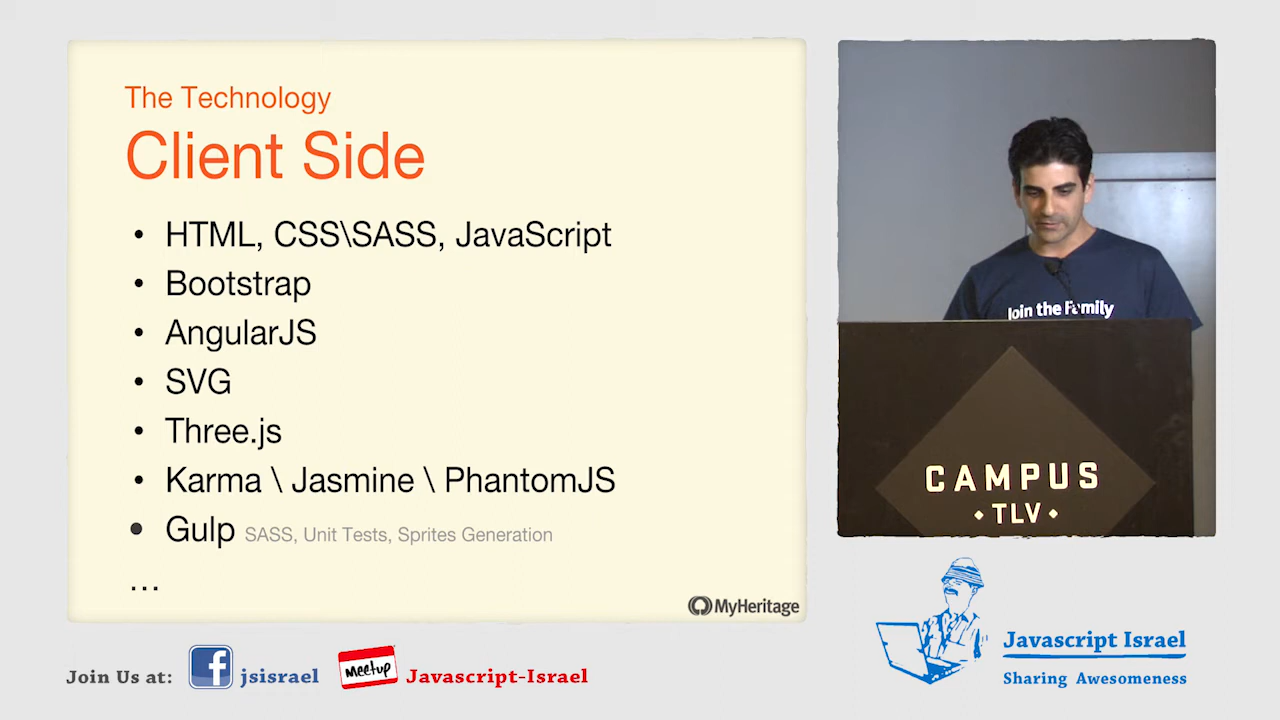 The Technology
Client Side
• HTML, CSS\SASS, JavaScript
• Bootstrap
• AngularJS
• SVG
• Three.js
• Karma \ Jasmine \ PhantomJS
• Gulp SASS, Unit Tests, Sprites Generation
...
MyHeritage
Join the Family
CAMPUS
TLV
Join Us at:
jsisrael
Meetup
Javascript-Israel
Javascript Israel
Sharing Awesomeness